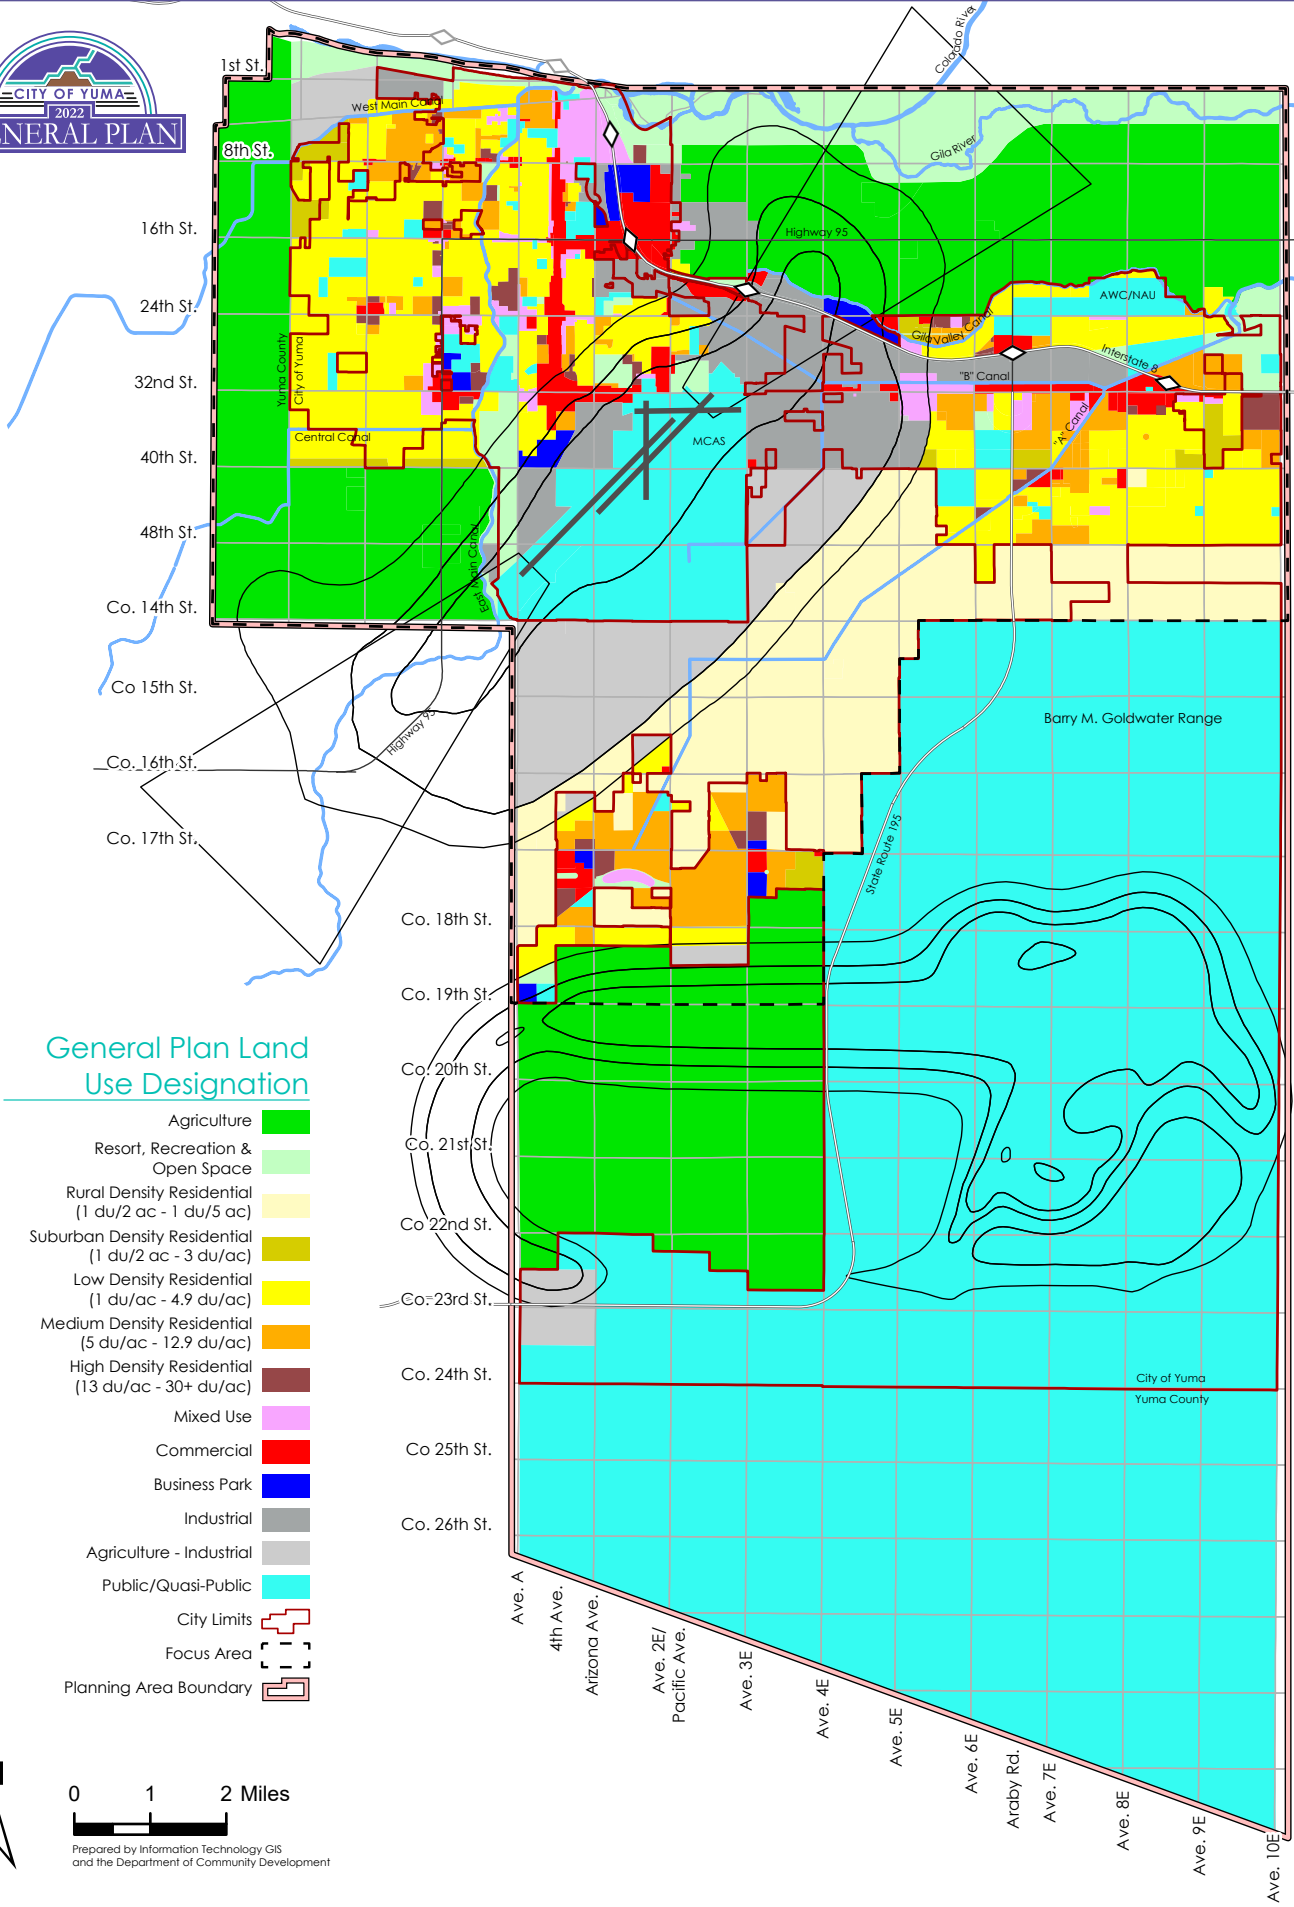 CITY OF YUMA
2022
GENERAL PLAN
1st St.
8th St.
16th St.
24th St.
32nd St.
40th St.
48th St.
Co. 14th St.
Co 15th St.
Co. 16th St.
Co. 17th St.
Co. 18th St.
Co. 19th St.
Co. 20th St.
Co. 21st St.
Co 22nd St.
Co. 23rd St.
Co. 24th St.
Co 25th St.
Co. 26th St.
West Main Canal
Colorado River
Gila River
Highway 95
AWC/NAU
Gila Valley Canal
Interstate 8
"B" Canal
"A" Canal
Yuma County
City of Yuma
Central Canal
MCAS
East Main Canal
Highway 95
Barry M. Goldwater Range
State Route 195
City of Yuma
Yuma County
General Plan Land
Use Designation
Agriculture
Resort, Recreation &
Open Space
Rural Density Residential
(1 du/2 ac - 1 du/5 ac)
Suburban Density Residential
(1 du/2 ac - 3 du/ac)
Low Density Residential
(1 du/ac - 4.9 du/ac)
Medium Density Residential
(5 du/ac - 12.9 du/ac)
High Density Residential
(13 du/ac - 30+ du/ac)
Mixed Use
Commercial
Business Park
Industrial
Agriculture - Industrial
Public/Quasi-Public
City Limits
Focus Area
Planning Area Boundary
Ave. A
4th Ave.
Arizona Ave.
Ave. 2E/
Pacific Ave.
Ave. 3E
Ave. 4E
Ave. 5E
Ave. 6E
Araby Rd.
Ave. 7E
Ave. 8E
Ave. 9E
Ave. 10E
0 1 2 Miles
Prepared by Information Technology GIS
and the Department of Community Development